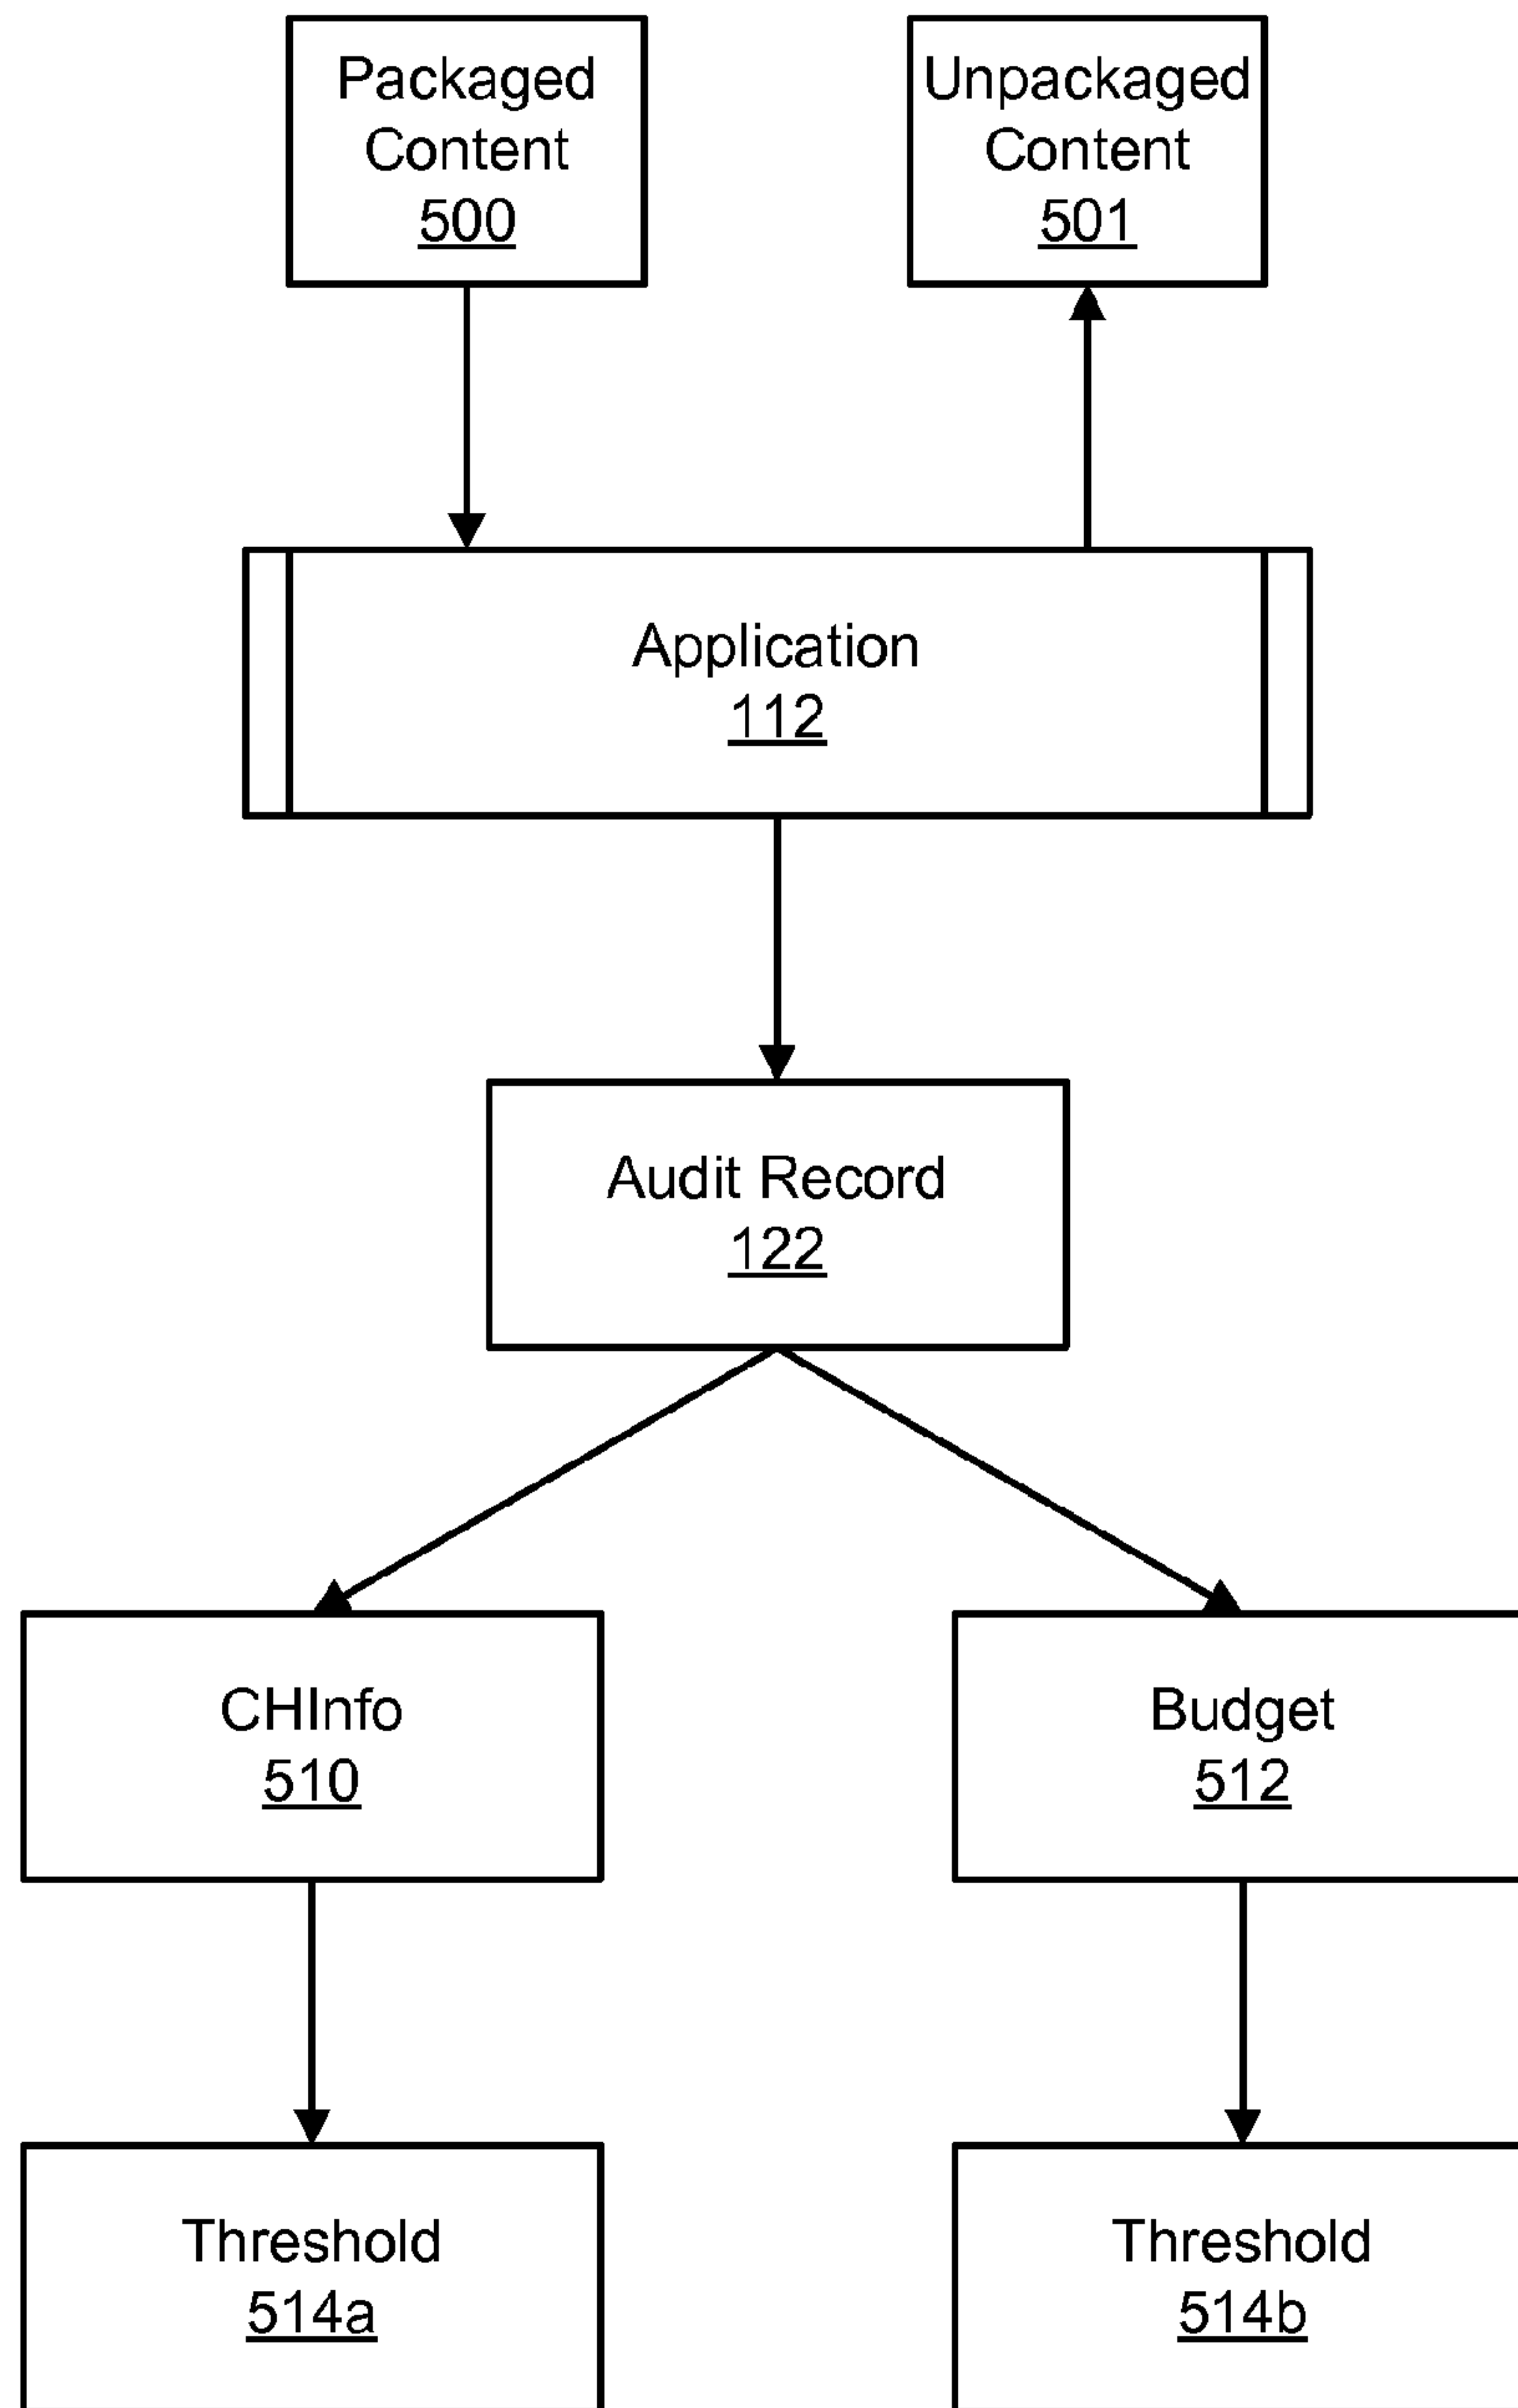 Packaged
Content
500
Unpackaged
Content
501
Application
112
Audit Record
122
CHInfo
510
Budget
512
Threshold
514a
Threshold
514b